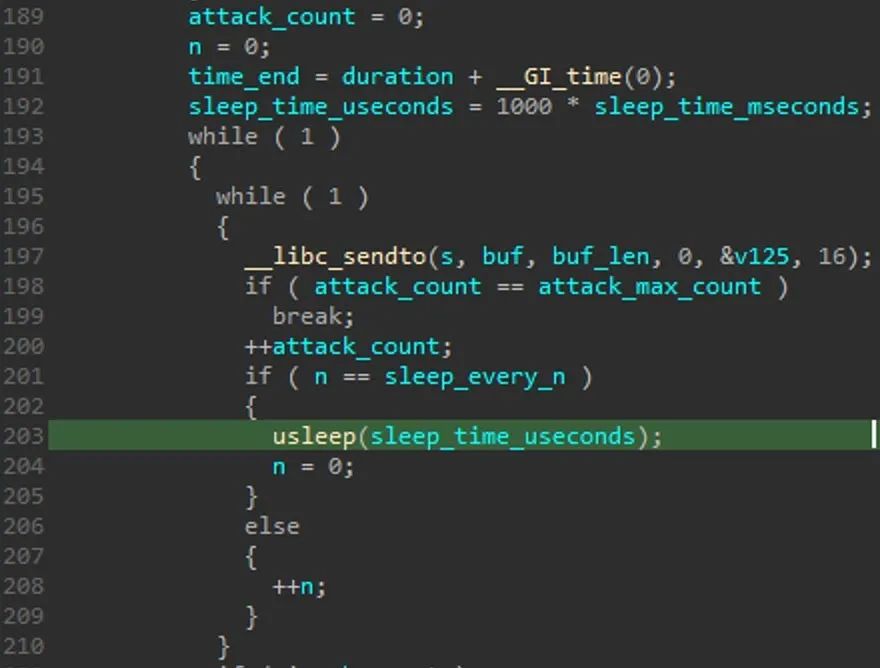 189 attack_count = 0;
190 n = 0;
191 time_end = duration + __GI_time(0);
192 sleep_time_useconds = 1000 * sleep_time_mseconds;
193 while ( 1 )
194 {
195 while ( 1 )
196 {
197 __libc_sendto(s, buf, buf_len, 0, &v125, 16);
198 if ( attack_count == attack_max_count )
199 break;
200 ++attack_count;
201 if ( n == sleep_every_n )
202 {
203 usleep(sleep_time_useconds);
204 n = 0;
205 }
206 else
207 {
208 ++n;
209 }
210 }